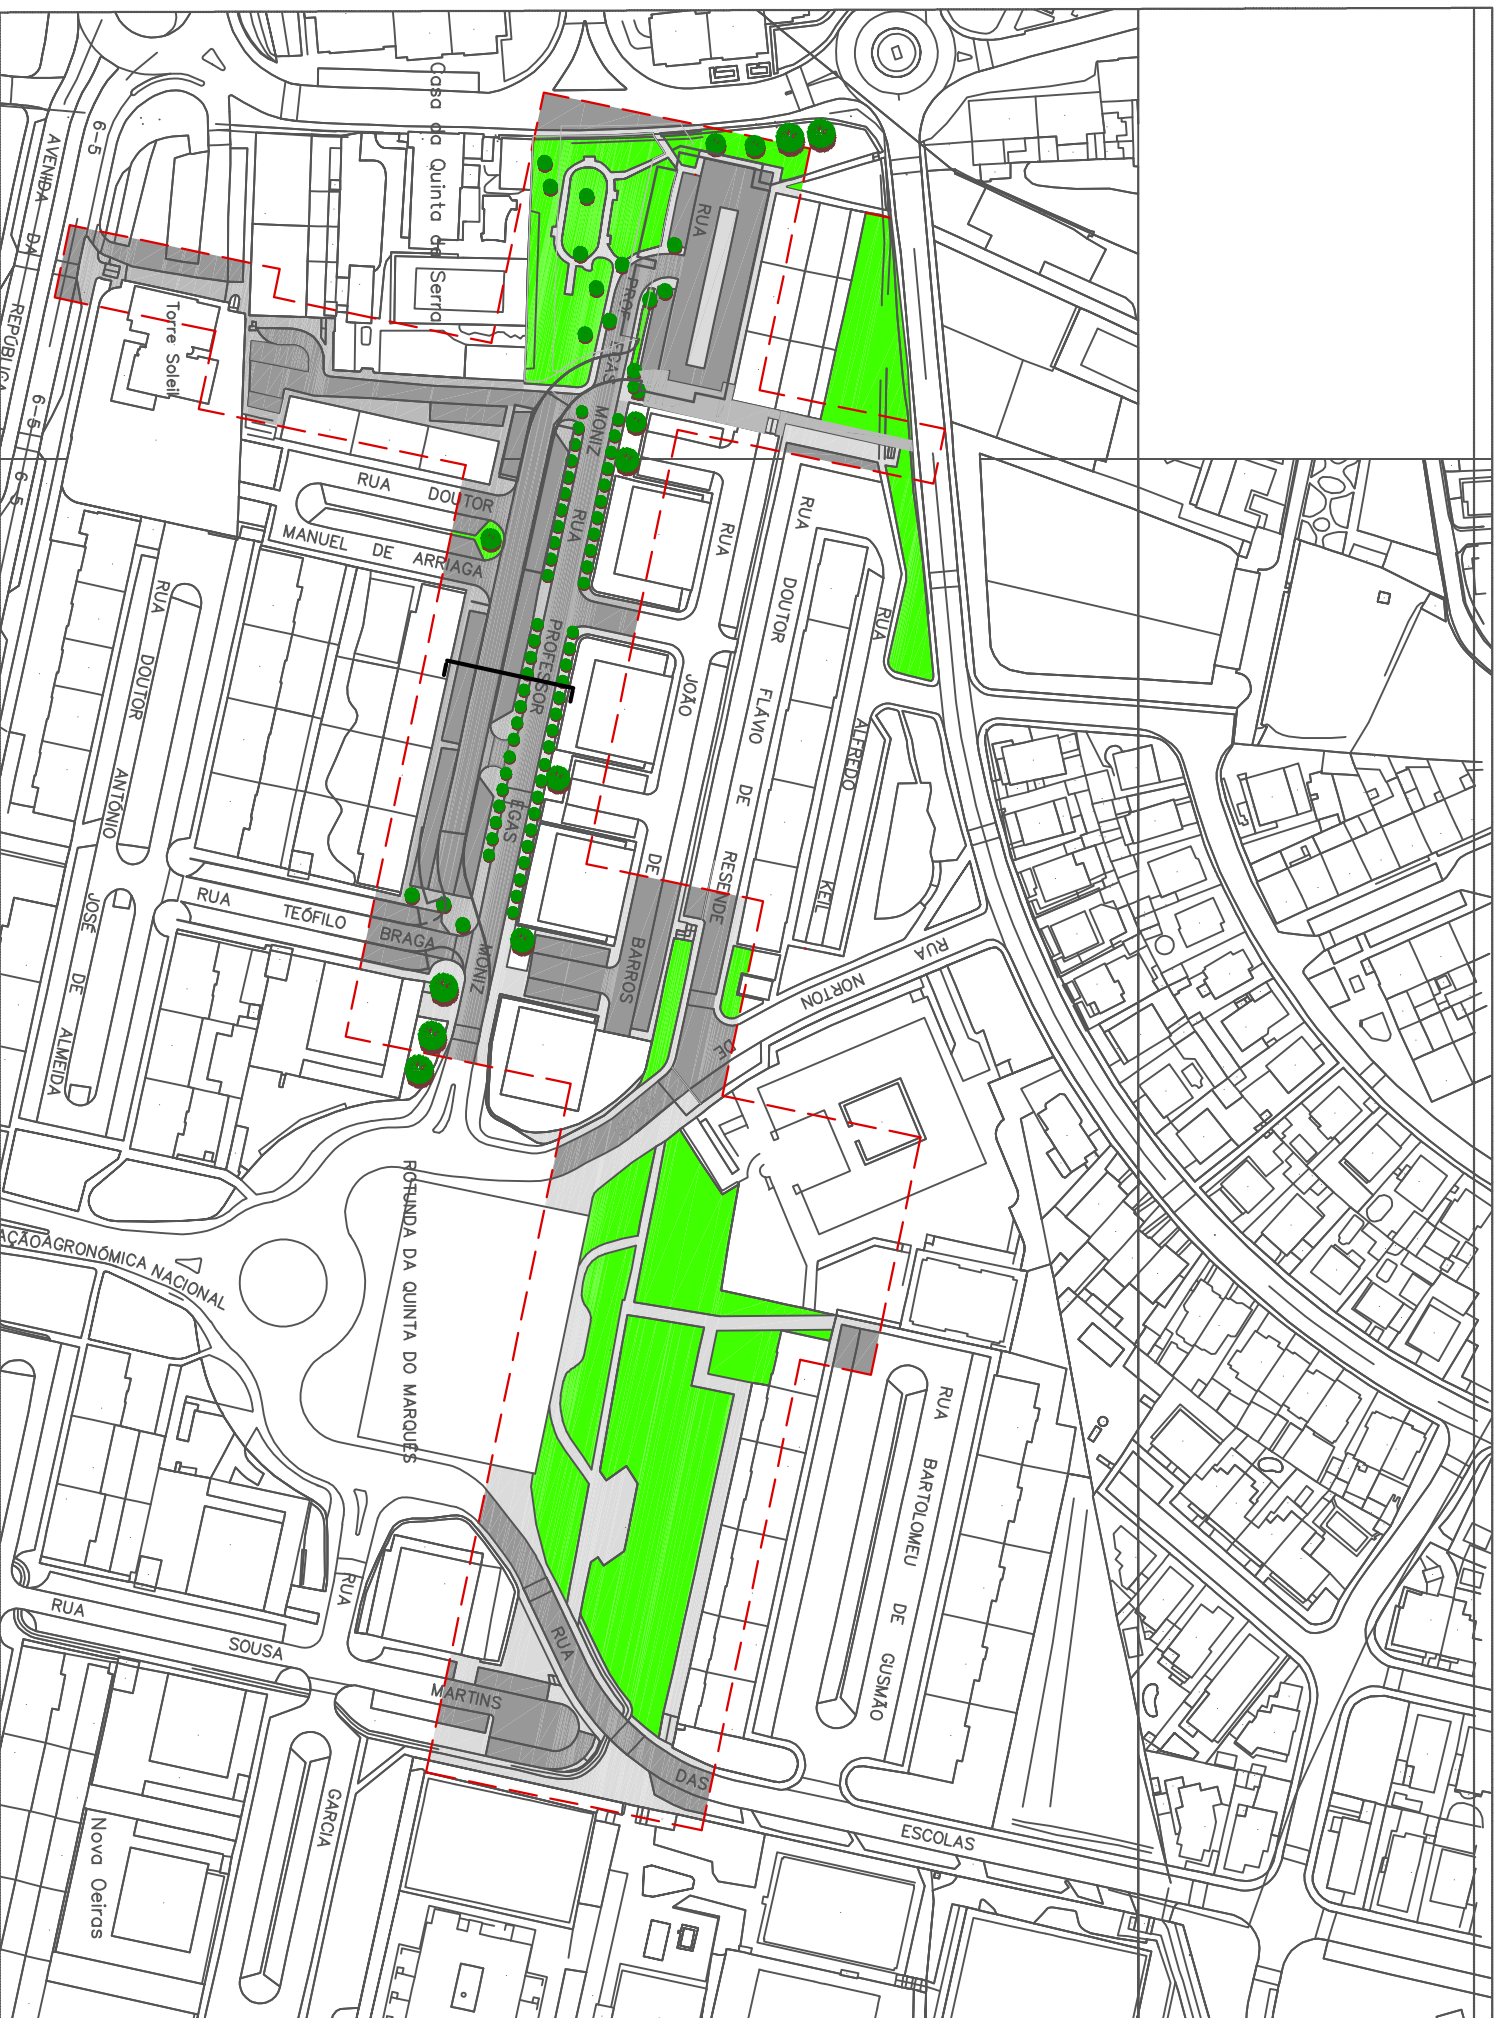 Casa da Quinta da Serra
6-5
AVENIDA DA REPÚBLICA
6-5
6-5
Torre Soleil
RUA PROF EGAS MONIZ
RUA DOUTOR
MANUEL DE ARRIAGA
RUA PROFESSOR EGAS MONIZ
RUA JOÃO DE BARROS
RUA DOUTOR FLÁVIO DE RESENDE
RUA ALFREDO KEIL
RUA DOUTOR ANTÓNIO JOSÉ DE ALMEIDA
RUA TEÓFILO BRAGA
RUA NORTON DE
ROTUNDA DA QUINTA DO MARQUÊS
AÇÃO AGRONÓMICA NACIONAL
RUA BARTOLOMEU DE GUSMÃO
RUA SOUSA MARTINS
RUA GARCIA
RUA DAS ESCOLAS
Nova Oeiras